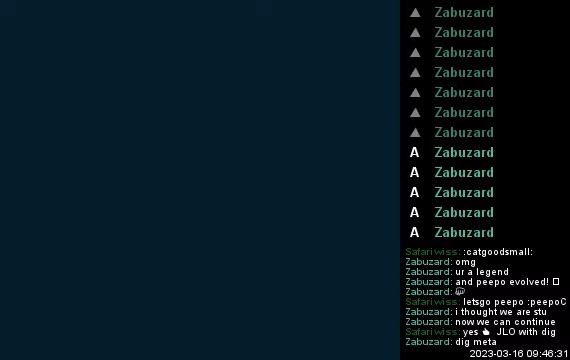 ▲ Zabuzard
▲ Zabuzard
▲ Zabuzard
▲ Zabuzard
▲ Zabuzard
▲ Zabuzard
▲ Zabuzard
A Zabuzard
A Zabuzard
A Zabuzard
A Zabuzard
A Zabuzard
Safariwiss: :catgoodsmall:
Zabuzard: omg
Zabuzard: ur a legend
Zabuzard: and peepo evolved!
Zabuzard:
Safariwiss: letsgo peepo :peepoC
Zabuzard: i thought we are stu
Zabuzard: now we can continue
Safariwiss: yes JLO with dig
Zabuzard: dig meta
2023-03-16 09:46:31